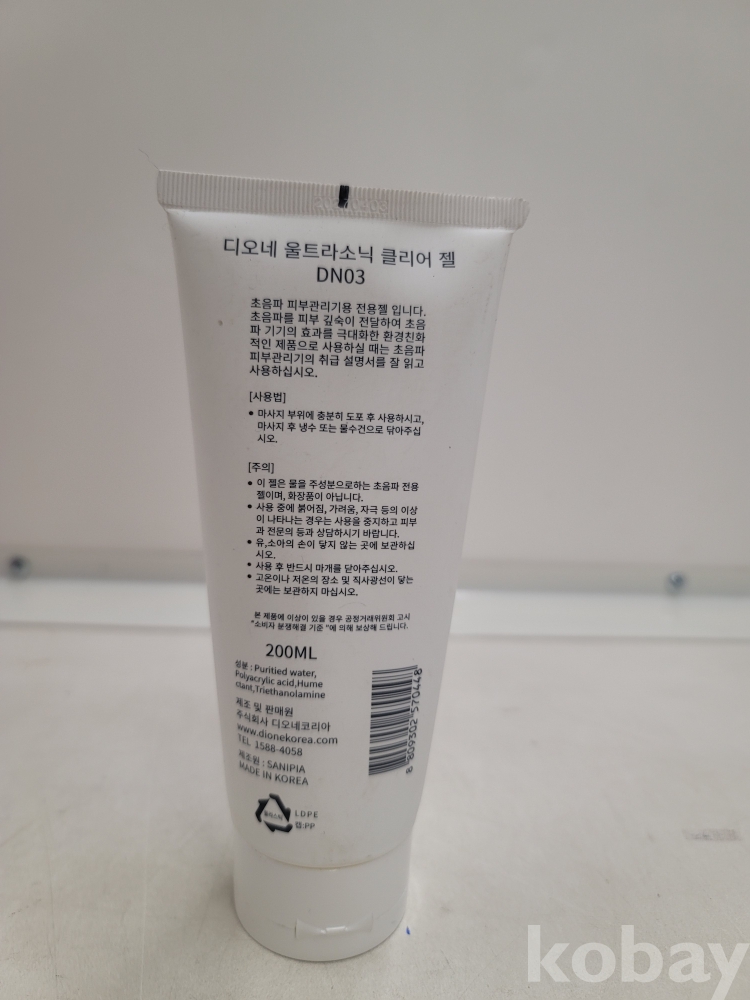 디오네 울트라소닉 클리어 젤
DN03
초음파 피부관리기용 전용젤 입니다.
초음파를 피부 깊숙이 전달하여 초음
파 기기의 효과를 극대화한 환경친화
적인 제품으로 사용하실 때는 초음파
피부관리기의 취급 설명서를 잘 읽고
사용하십시오.
[사용법]
• 마사지 부위에 충분히 도포 후 사용하시고,
마사지 후 냉수 또는 물수건으로 닦아주십
시오.
[주의]
• 이 젤은 물을 주성분으로하는 초음파 전용
젤이며, 화장품이 아닙니다.
• 사용 중에 붉어짐, 가려움, 자극 등의 이상
이 나타나는 경우는 사용을 중지하고 피부
과 전문의 등과 상담하시기 바랍니다.
• 유,소아의 손이 닿지 않는 곳에 보관하십
시오.
• 사용 후 반드시 마개를 닫아주십시오.
• 고온이나 저온의 장소 및 직사광선이 닿는
곳에는 보관하지 마십시오.
본 제품에 이상이 있을 경우 공정거래위원회 고시
"소비자 분쟁해결 기준 "에 의해 보상해 드립니다.
200ML
성분 : Puritied water,
Polyacrylic acid,Hume
ctant,Triethanolamine
제조 및 판매원
주식회사 디오네코리아
www.dionekorea.com
TEL 1588-4058
제조원 : SANIPIA
MADE IN KOREA
8 809302 570448
플라스틱
LDPE
캡:PP
kobay